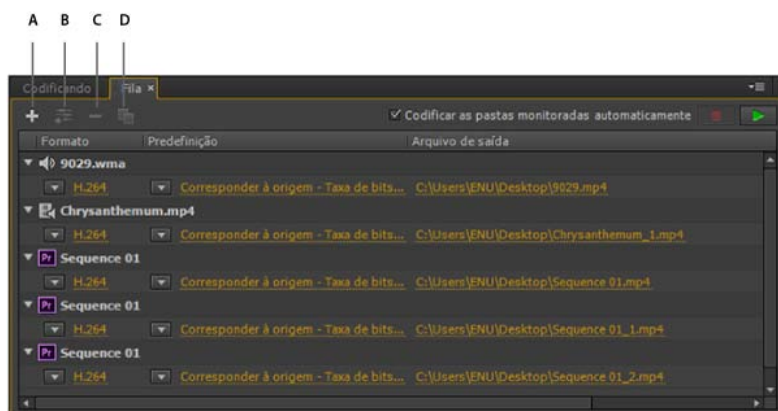 A B C D
Codificando Fila ×
Codificar as pastas monitoradas automaticamente
Formato Predefinição Arquivo de saída
9029.wma
H.264 Corresponder à origem - Taxa de bits... C:\Users\ENU\Desktop\9029.mp4
Chrysanthemum.mp4
H.264 Corresponder à origem - Taxa de bits... C:\Users\ENU\Desktop\Chrysanthemum_1.mp4
Pr Sequence 01
H.264 Corresponder à origem - Taxa de bits... C:\Users\ENU\Desktop\Sequence 01.mp4
Pr Sequence 01
H.264 Corresponder à origem - Taxa de bits... C:\Users\ENU\Desktop\Sequence 01_1.mp4
Pr Sequence 01
H.264 Corresponder à origem - Taxa de bits... C:\Users\ENU\Desktop\Sequence 01_2.mp4